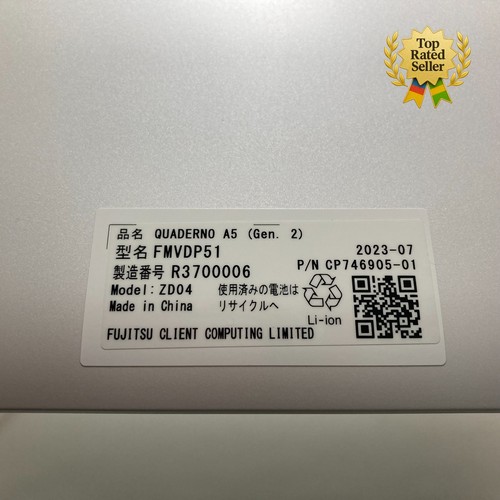 Top
Rated
Seller
品名 QUADERNO A5 (Gen. 2)
型名 FMVDP51
2023-07
製造番号 R3700006
P/N CP746905-01
Model: ZD04
使用済みの電池は
Made in China
リサイクルへ
Li-ion
FUJITSU CLIENT COMPUTING LIMITED